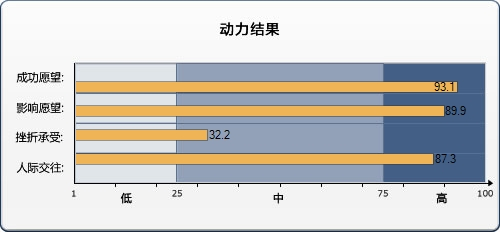 动力结果
成功愿望: 93.1
影响愿望: 89.9
挫折承受: 32.2
人际交往: 87.3
1 25 75 100
低 中 高